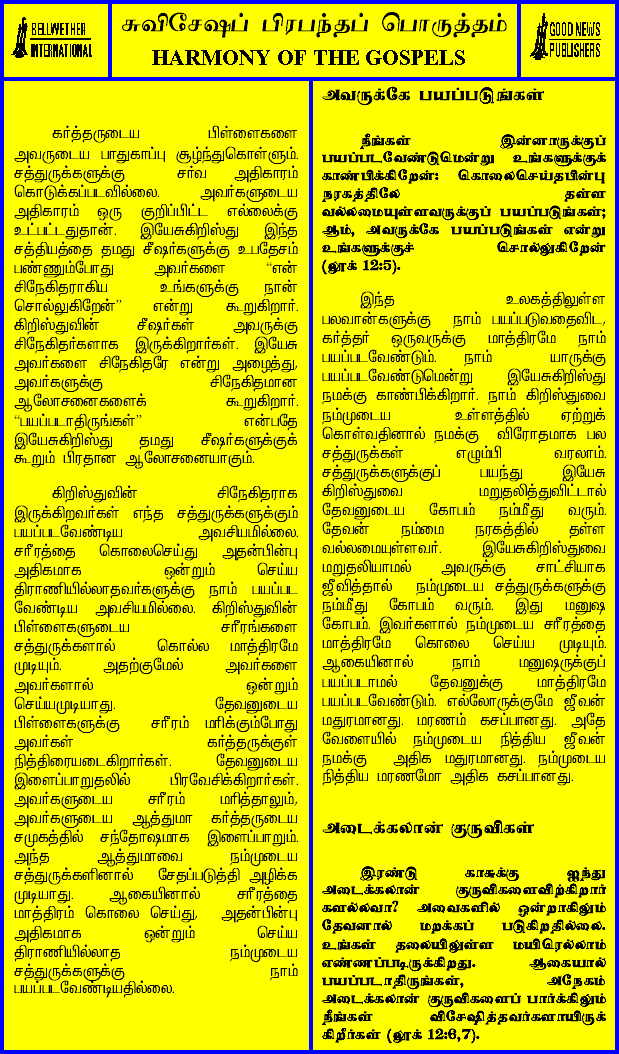 BELLWETHER
INTERNATIONAL
சுவிசேஷப் பிரபந்தப் பொருத்தம்
HARMONY OF THE GOSPELS
GOOD NEWS
PUBLISHERS
கர்த்தருடைய பிள்ளைகளை
அவருடைய பாதுகாப்பு சூழ்ந்துகொள்ளும்.
சத்துருக்களுக்கு சர்வ அதிகாரம்
கொடுக்கப்படவில்லை. அவர்களுடைய
அதிகாரம் ஒரு குறிப்பிட்ட எல்லைக்கு
உட்பட்டதுதான். இயேசுகிறிஸ்து இந்த
சத்தியத்தை தமது சீஷர்களுக்கு உபதேசம்
பண்ணும்போது அவர்களை “என்
சிநேகிதராகிய உங்களுக்கு நான்
சொல்லுகிறேன்” என்று கூறுகிறார்.
கிறிஸ்துவின் சீஷர்கள் அவருக்கு
சிநேகிதர்களாக இருக்கிறார்கள். இயேசு
அவர்களை சிநேகிதரே என்று அழைத்து,
அவர்களுக்கு சிநேகிதமான
ஆலோசனைகளைக் கூறுகிறார்.
“பயப்படாதிருங்கள்” என்பதே
இயேசுகிறிஸ்து தமது சீஷர்களுக்குக்
கூறும் பிரதான ஆலோசனையாகும்.
கிறிஸ்துவின் சிநேகிதராக
இருக்கிறவர்கள் எந்த சத்துருக்களுக்கும்
பயப்படவேண்டிய அவசியமில்லை.
சரீரத்தை கொலைசெய்து அதன்பின்பு
அதிகமாக ஒன்றும் செய்ய
திராணியில்லாதவர்களுக்கு நாம் பயப்பட
வேண்டிய அவசியமில்லை. கிறிஸ்துவின்
பிள்ளைகளுடைய சரீரங்களை
சத்துருக்களால் கொல்ல மாத்திரமே
முடியும். அதற்குமேல் அவர்களை
அவர்களால் ஒன்றும்
செய்யமுடியாது. தேவனுடைய
பிள்ளைகளுக்கு சரீரம் மரிக்கும்போது
அவர்கள் கர்த்தருக்குள்
நித்திரையடைகிறார்கள். தேவனுடைய
இளைப்பாறுதலில் பிரவேசிக்கிறார்கள்.
அவர்களுடைய சரீரம் மரித்தாலும்,
அவர்களுடைய ஆத்துமா கர்த்தருடைய
சமுகத்தில் சந்தோஷமாக இளைப்பாறும்.
அந்த ஆத்துமாவை நம்முடைய
சத்துருக்களினால் சேதப்படுத்தி அழிக்க
முடியாது. ஆகையினால் சரீரத்தை
மாத்திரம் கொலை செய்து, அதன்பின்பு
அதிகமாக ஒன்றும் செய்ய
திராணியில்லாத நம்முடைய
சத்துருக்களுக்கு நாம்
பயப்படவேண்டியதில்லை.
அவருக்கே பயப்படுங்கள்
நீங்கள் இன்னாருக்குப்
பயப்படவேண்டுமென்று உங்களுக்குக்
காண்பிக்கிறேன்: கொலைசெய்தபின்பு
நரகத்திலே தள்ள
வல்லமையுள்ளவருக்குப் பயப்படுங்கள்;
ஆம், அவருக்கே பயப்படுங்கள் என்று
உங்களுக்குச் சொல்லுகிறேன்
(லூக் 12:5).
இந்த உலகத்திலுள்ள
பலவான்களுக்கு நாம் பயப்படுவதைவிட,
கர்த்தர் ஒருவருக்கு மாத்திரமே நாம்
பயப்படவேண்டும். நாம் யாருக்கு
பயப்படவேண்டுமென்று இயேசுகிறிஸ்து
நமக்கு காண்பிக்கிறார். நாம் கிறிஸ்துவை
நம்முடைய உள்ளத்தில் ஏற்றுக்
கொள்வதினால் நமக்கு விரோதமாக பல
சத்துருக்கள் எழும்பி வரலாம்.
சத்துருக்களுக்குப் பயந்து இயேசு
கிறிஸ்துவை மறுதலித்துவிட்டால்
தேவனுடைய கோபம் நம்மீது வரும்.
தேவன் நம்மை நரகத்தில் தள்ள
வல்லமையுள்ளவர். இயேசுகிறிஸ்துவை
மறுதலியாமல் அவருக்கு சாட்சியாக
ஜீவித்தால் நம்முடைய சத்துருக்களுக்கு
நம்மீது கோபம் வரும். இது மனுஷ
கோபம். இவர்களால் நம்முடைய சரீரத்தை
மாத்திரமே கொலை செய்ய முடியும்.
ஆகையினால் நாம் மனுஷருக்குப்
பயப்படாமல் தேவனுக்கு மாத்திரமே
பயப்படவேண்டும். எல்லோருக்குமே ஜீவன்
மதுரமானது. மரணம் கசப்பானது. அதே
வேளையில் நம்முடைய நித்திய ஜீவன்
நமக்கு அதிக மதுரமானது. நம்முடைய
நித்திய மரணமோ அதிக கசப்பானது.
அடைக்கலான் குருவிகள்
இரண்டு காசுக்கு ஐந்து
அடைக்கலான் குருவிகளைவிற்கிறார்
களல்லவா? அவைகளில் ஒன்றாகிலும்
தேவனால் மறக்கப் படுகிறதில்லை.
உங்கள் தலையிலுள்ள மயிரெல்லாம்
எண்ணப்படிருக்கிறது. ஆகையால்
பயப்படாதிருங்கள், அநேகம்
அடைக்கலான் குருவிகளைப் பார்க்கிலும்
நீங்கள் விசேஷித்தவர்களாயிருக்
கிறீர்கள் (லூக் 12:6,7).